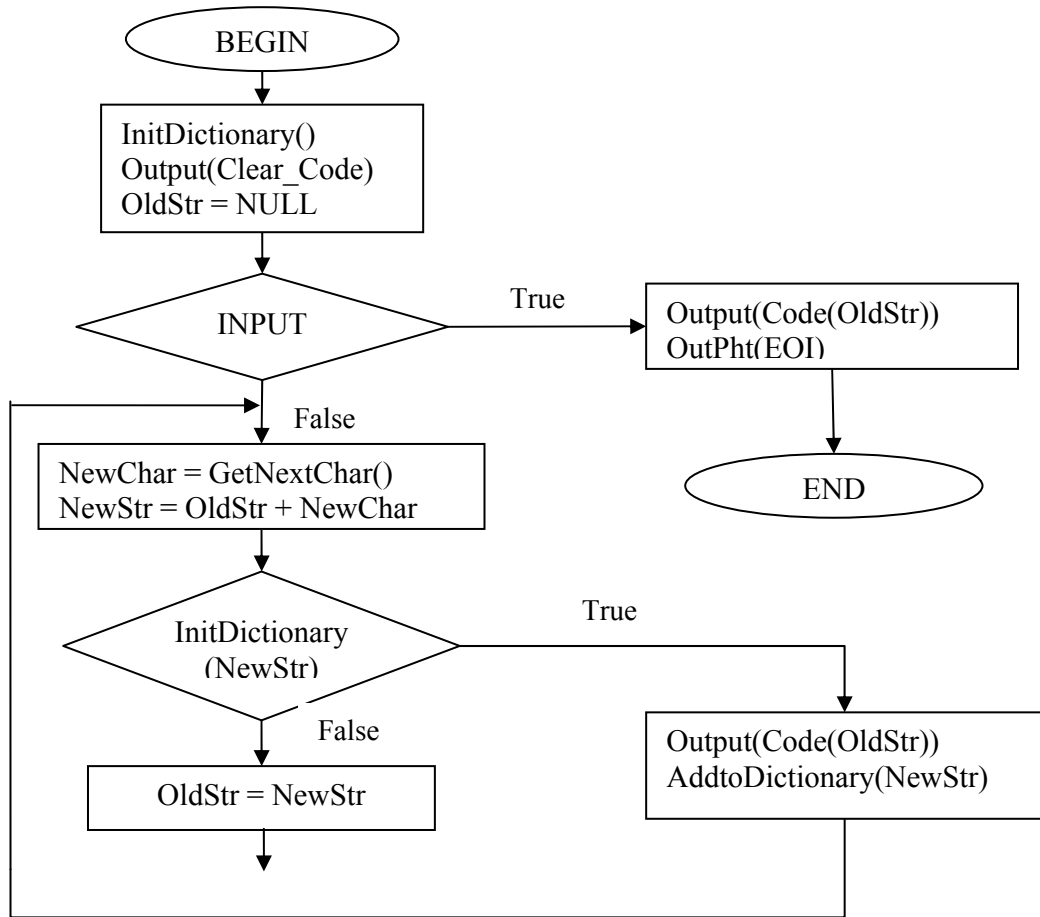 BEGIN
InitDictionary()
Output(Clear_Code)
OldStr = NULL
INPUT
True
Output(Code(OldStr))
OutPht(EOI)
False
END
NewChar = GetNextChar()
NewStr = OldStr + NewChar
InitDictionary
(NewStr)
True
False
OldStr = NewStr
Output(Code(OldStr))
AddtoDictionary(NewStr)